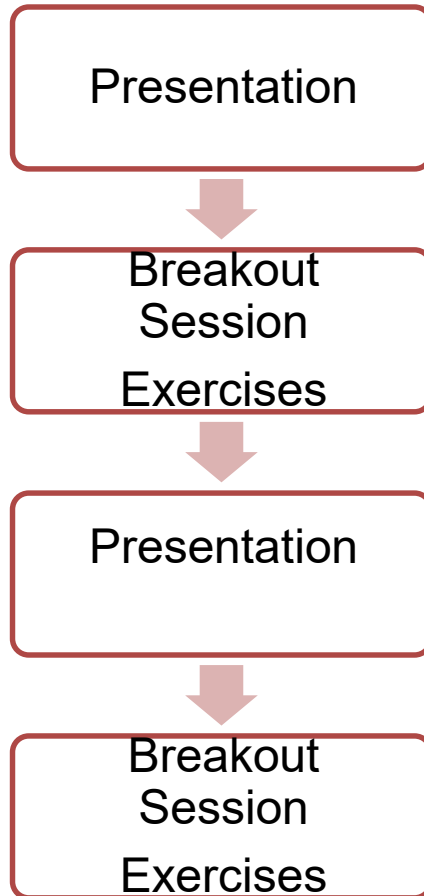 Presentation
Breakout
Session
Exercises
Presentation
Breakout
Session
Exercises